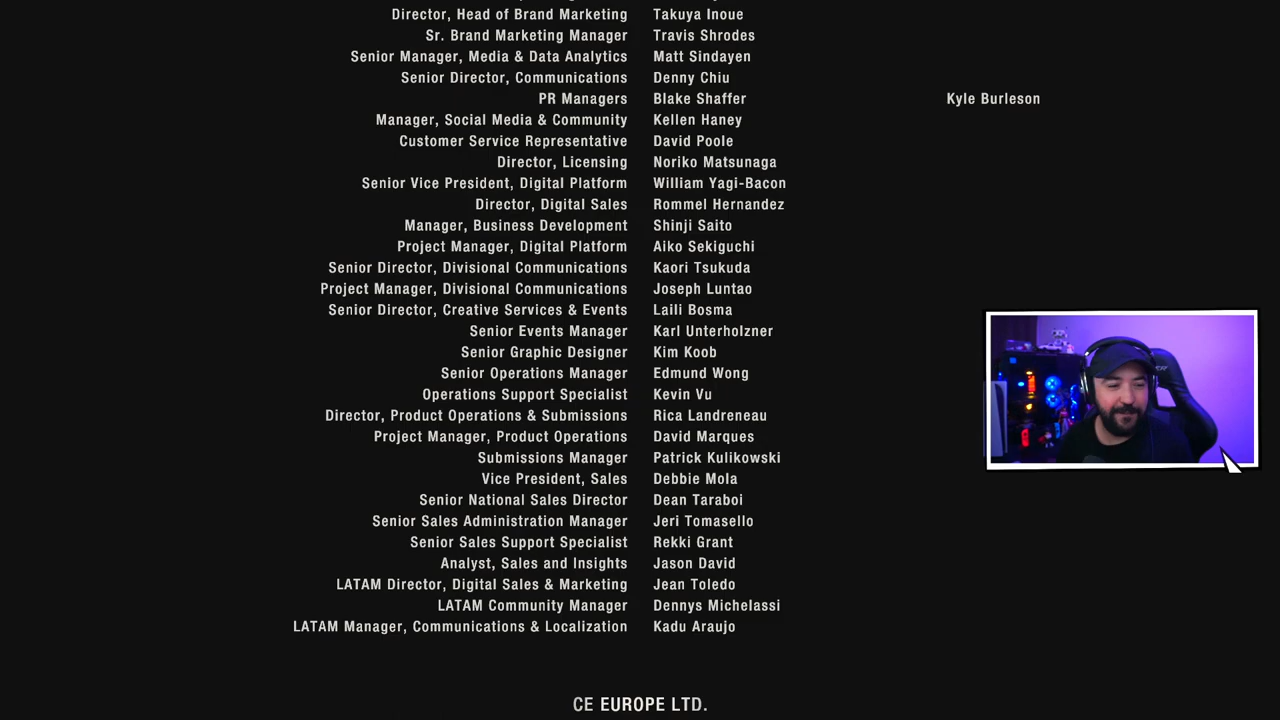 Director, Head of Brand Marketing Takuya Inoue
Sr. Brand Marketing Manager Travis Shrodes
Senior Manager, Media & Data Analytics Matt Sindayen
Senior Director, Communications Denny Chiu
PR Managers Blake Shaffer Kyle Burleson
Manager, Social Media & Community Kellen Haney
Customer Service Representative David Poole
Director, Licensing Noriko Matsunaga
Senior Vice President, Digital Platform William Yagi-Bacon
Director, Digital Sales Rommel Hernandez
Manager, Business Development Shinji Saito
Project Manager, Digital Platform Aiko Sekiguchi
Senior Director, Divisional Communications Kaori Tsukuda
Project Manager, Divisional Communications Joseph Luntao
Senior Director, Creative Services & Events Laili Bosma
Senior Events Manager Karl Unterholzner
Senior Graphic Designer Kim Koob
Senior Operations Manager Edmund Wong
Operations Support Specialist Kevin Vu
Director, Product Operations & Submissions Rica Landreneau
Project Manager, Product Operations David Marques
Submissions Manager Patrick Kulikowski
Vice President, Sales Debbie Mola
Senior National Sales Director Dean Taraboi
Senior Sales Administration Manager Jeri Tomasello
Senior Sales Support Specialist Rekki Grant
Analyst, Sales and Insights Jason David
LATAM Director, Digital Sales & Marketing Jean Toledo
LATAM Community Manager Dennys Michelassi
LATAM Manager, Communications & Localization Kadu Araujo
CE EUROPE LTD.